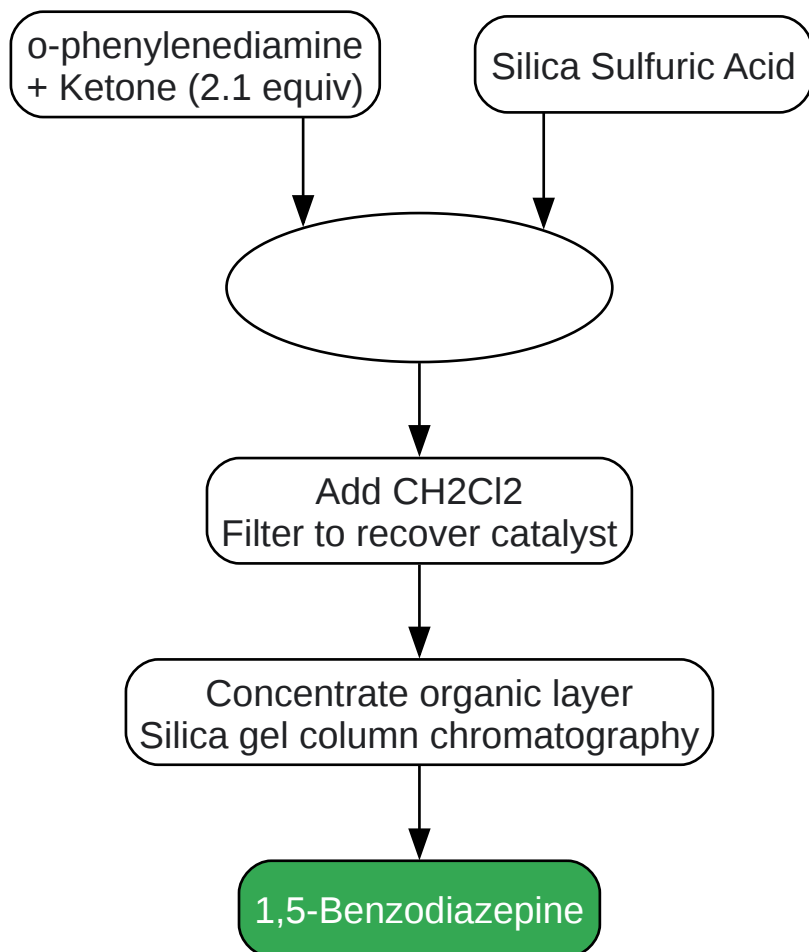 o-phenylenediamine
+ Ketone (2.1 equiv)
Silica Sulfuric Acid
Add CH2Cl2
Filter to recover catalyst
Concentrate organic layer
Silica gel column chromatography
1,5-Benzodiazepine